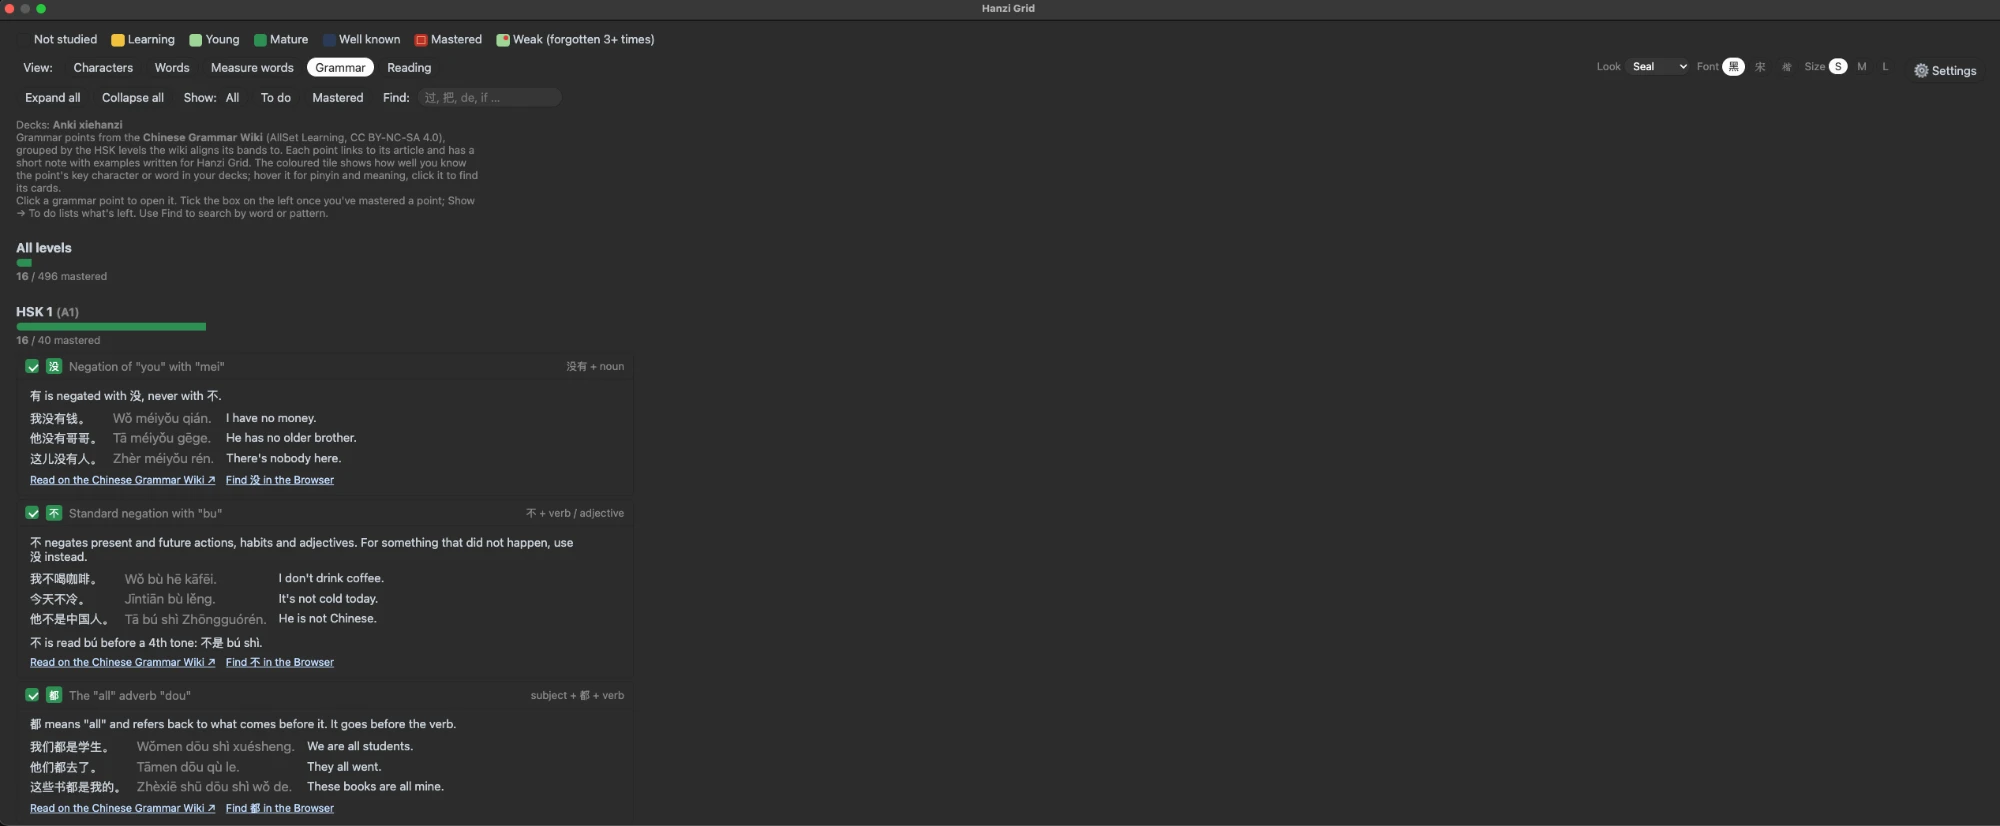 Hanzi Grid
Not studied Learning Young Mature Well known Mastered Weak (forgotten 3+ times)
View: Characters Words Measure words Grammar Reading
Look Seal Font 黑 宋 楷 Size S M L Settings
Expand all Collapse all Show: All To do Mastered Find: 过, 把, de, if ...
Decks: Anki xiehanzi
Grammar points from the Chinese Grammar Wiki (AllSet Learning, CC BY-NC-SA 4.0),
grouped by the HSK levels the wiki aligns its bands to. Each point links to its article and has a
short note with examples written for Hanzi Grid. The coloured tile shows how well you know
the point's key character or word in your decks; hover it for pinyin and meaning, click it to find
its cards.
Click a grammar point to open it. Tick the box on the left once you've mastered a point; Show
→ To do lists what's left. Use Find to search by word or pattern.
All levels
16 / 496 mastered
HSK 1 (A1)
16 / 40 mastered
没 Negation of "you" with "mei" 没有 + noun
有 is negated with 没, never with 不.
我没有钱。 Wǒ méiyǒu qián. I have no money.
他没有哥哥。 Tā méiyǒu gēge. He has no older brother.
这儿没有人。 Zhèr méiyǒu rén. There's nobody here.
Read on the Chinese Grammar Wiki ↗ Find 没 in the Browser
不 Standard negation with "bu" 不 + verb / adjective
不 negates present and future actions, habits and adjectives. For something that did not happen, use
没 instead.
我不喝咖啡。 Wǒ bù hē kāfēi. I don't drink coffee.
今天不冷。 Jīntiān bù lěng. It's not cold today.
他不是中国人。 Tā bú shì Zhōngguórén. He is not Chinese.
不 is read bú before a 4th tone: 不是 bú shì.
Read on the Chinese Grammar Wiki ↗ Find 不 in the Browser
都 The "all" adverb "dou" subject + 都 + verb
都 means "all" and refers back to what comes before it. It goes before the verb.
我们都是学生。 Wǒmen dōu shì xuésheng. We are all students.
他们都去了。 Tāmen dōu qù le. They all went.
这些书都是我的。 Zhèxiē shū dōu shì wǒ de. These books are all mine.
Read on the Chinese Grammar Wiki ↗ Find 都 in the Browser